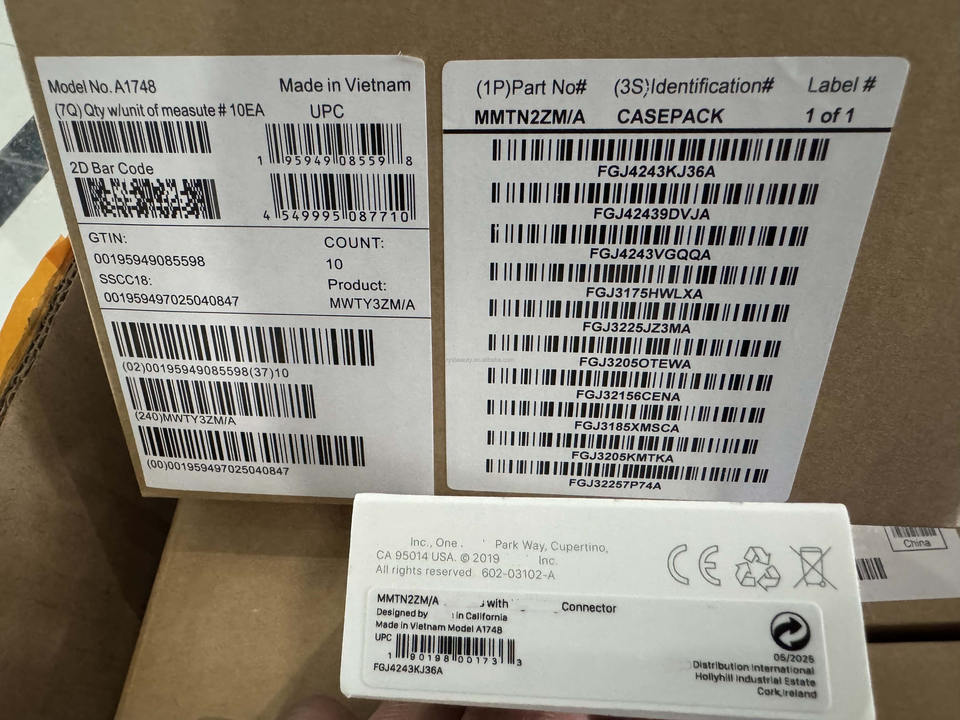 Model No. A1748
Made in Vietnam
(7Q) Qty w/unit of measure # 10EA
UPC
1 95949 08559 8
2D Bar Code
4 549995 087710
GTIN:
00195949085598
COUNT:
10
SSCC18:
001959497025040847
Product:
MWTY3ZM/A
(02)00195949085598(37)10
(240)MWTY3ZM/A
(00)001959497025040847
(1P)Part No# (3S)Identification# Label #
MMTN2ZM/A CASEPACK 1 of 1
FGJ4243KJ36A
FGJ42439DVJA
FGJ4243VGQQA
FGJ3175HWLXA
FGJ3225JZ3MA
FGJ3205OTEWA
FGJ32156CENA
FGJ3185XMSCA
FGJ3205KMTKA
FGJ32257P74A
China
Inc., One Park Way, Cupertino,
CA 95014 USA. © 2019 Inc.
All rights reserved 602-03102-A
CE
MMTN2ZM/A with Connector
Designed by in California
Made in Vietnam Model A1748
UPC
1 90198 00173 3
FGJ4243KJ36A
05/2025
Distribution International
Hollyhill Industrial Estate
Cork,Ireland